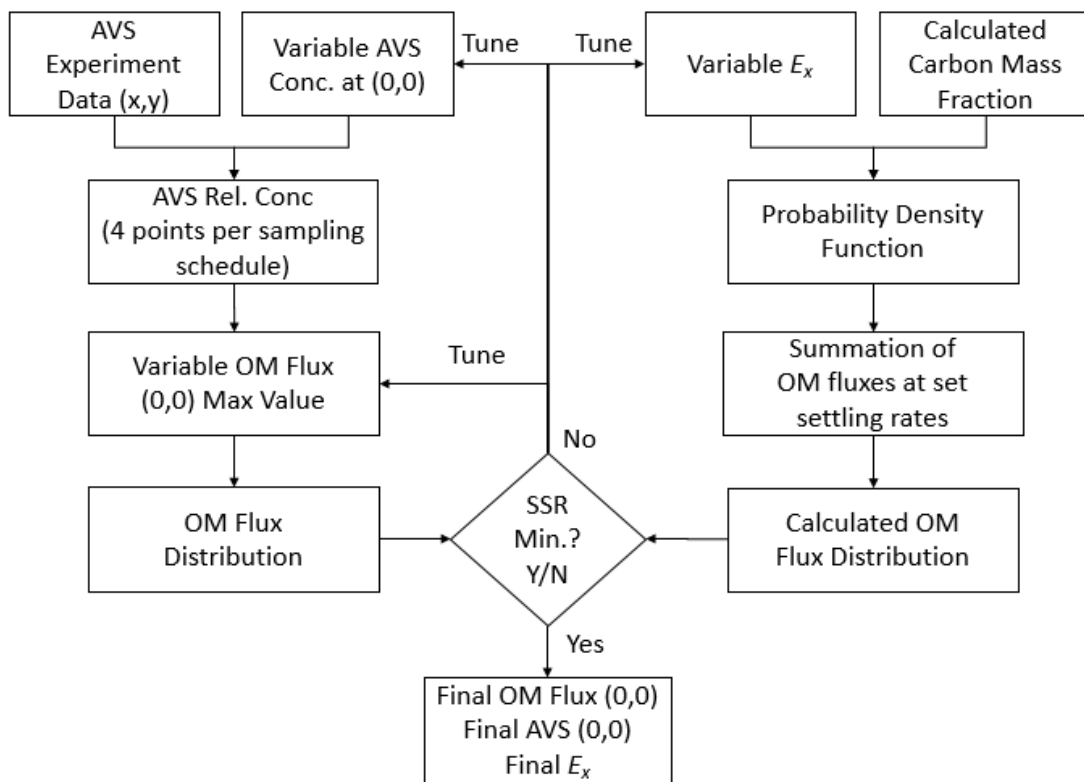 AVS
Experiment
Data (x,y)
Variable AVS
Conc. at (0,0)
Tune
Tune
Variable Ex
Calculated
Carbon Mass
Fraction
AVS Rel. Conc
(4 points per sampling
schedule)
Probability Density
Function
Variable OM Flux
(0,0) Max Value
Tune
Summation of
OM fluxes at set
settling rates
No
OM Flux
Distribution
SSR
Min.?
Y/N
Calculated OM
Flux Distribution
Yes
Final OM Flux (0,0)
Final AVS (0,0)
Final Ex